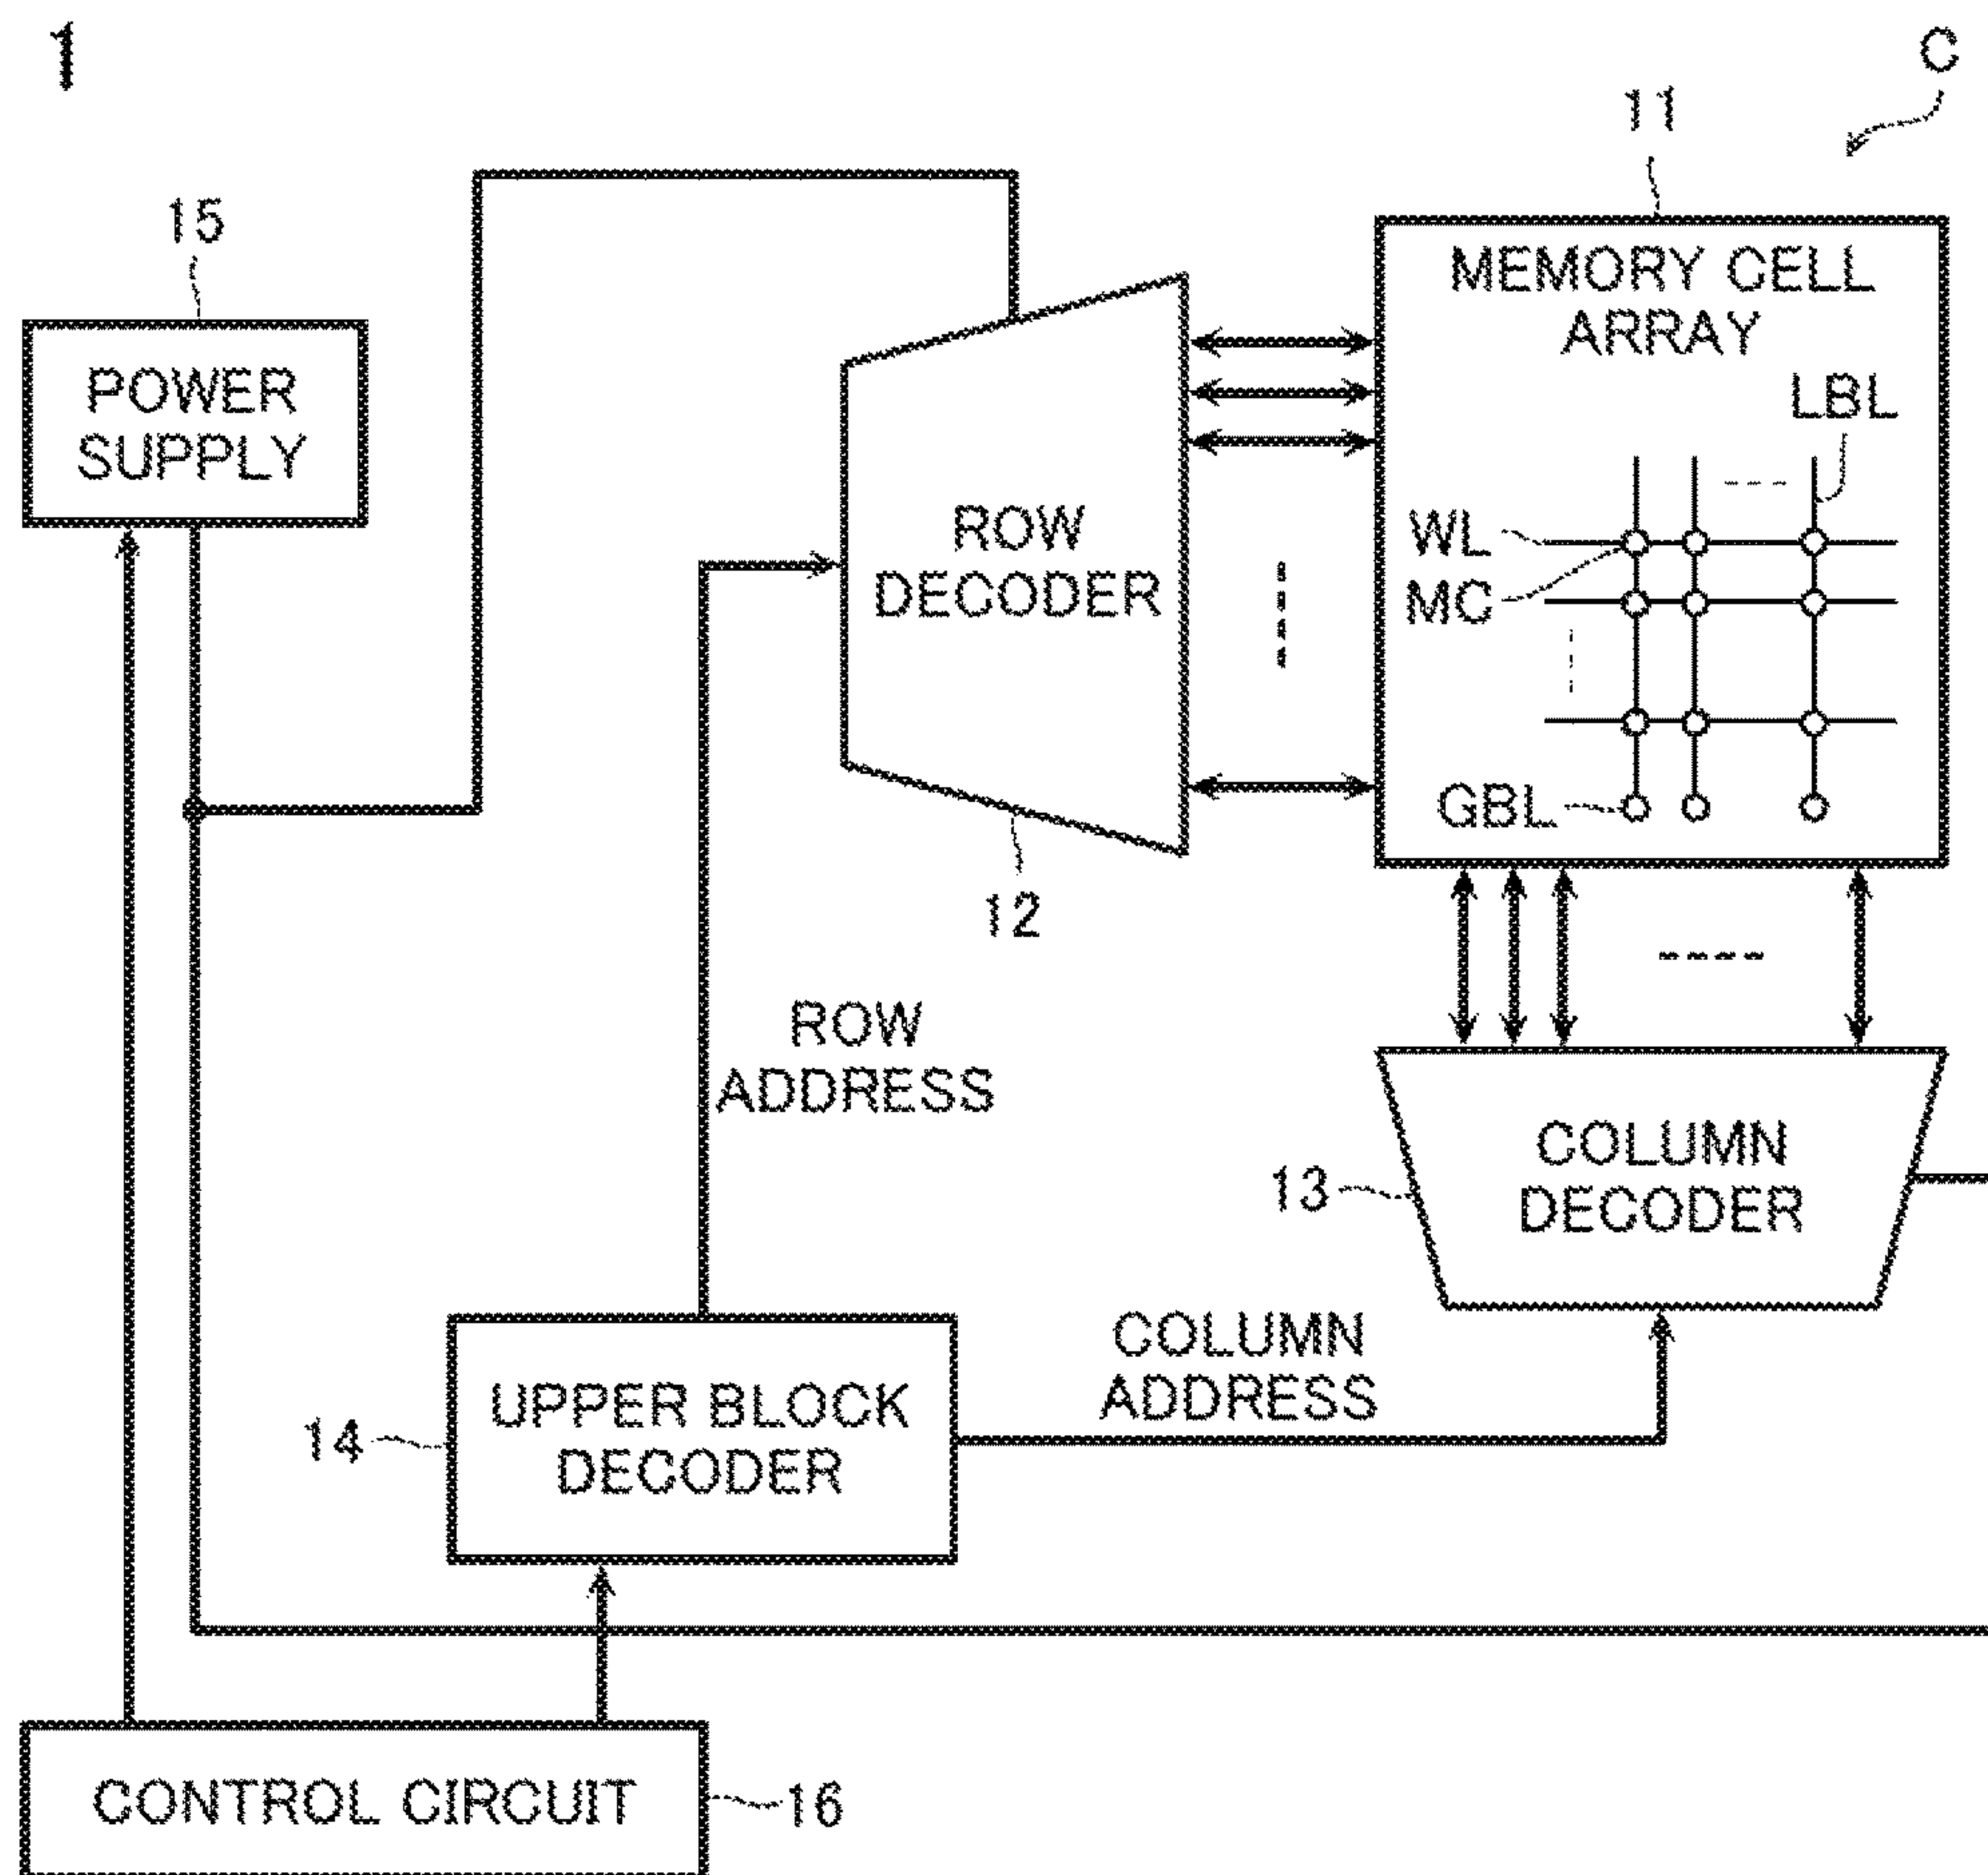 1
C
11
15
MEMORY CELL
ARRAY
POWER
SUPPLY
LBL
WL
MC
ROW
DECODER
GBL
12
ROW
ADDRESS
COLUMN
DECODER
13
COLUMN
ADDRESS
UPPER BLOCK
DECODER
14
CONTROL CIRCUIT
16